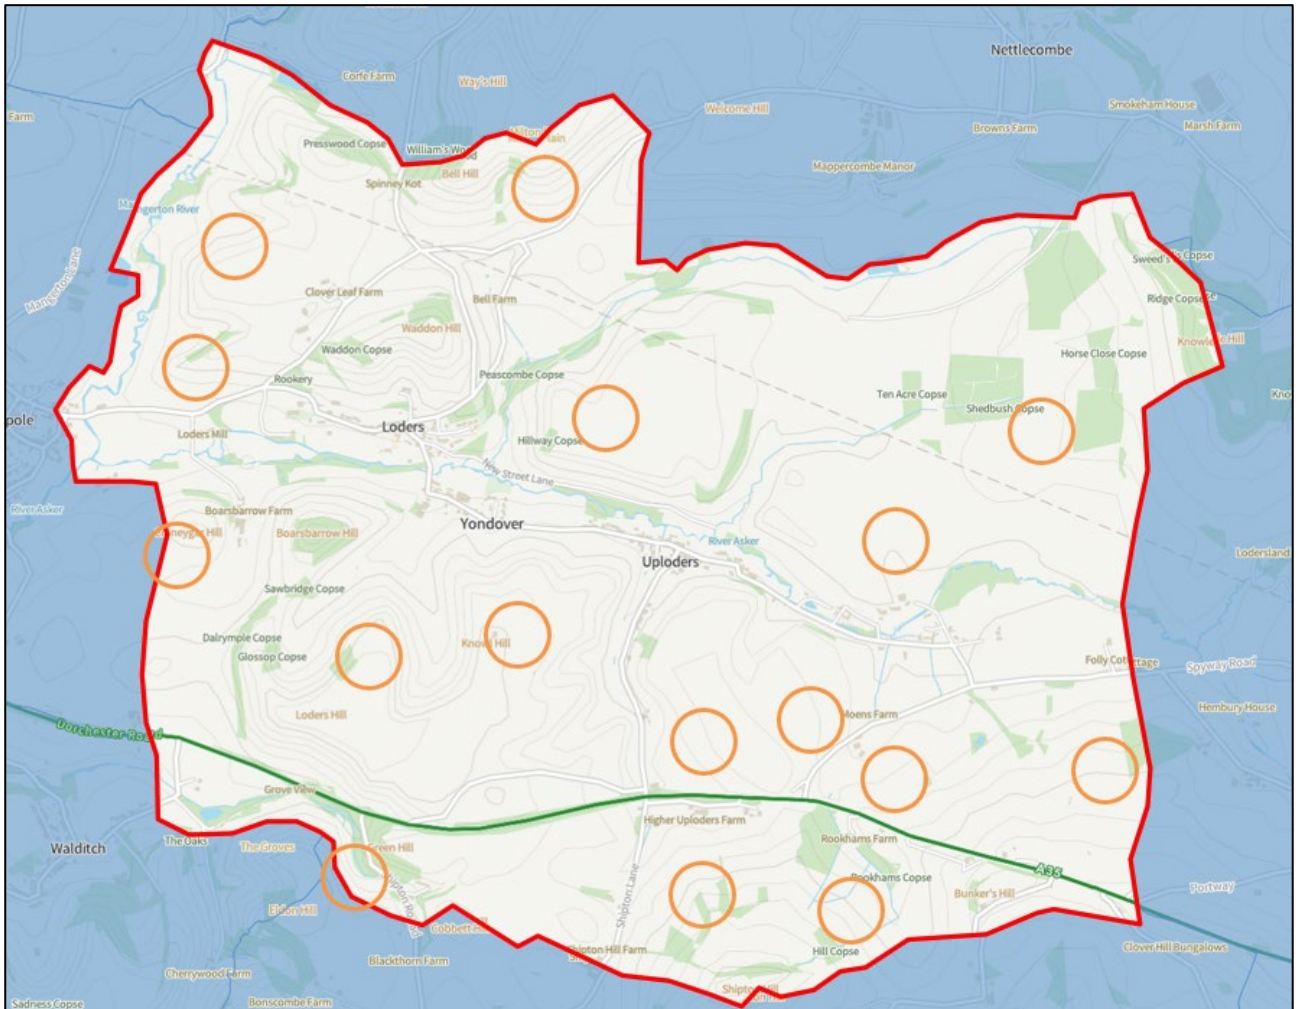 Nettlecombe
Corfe Farm
Way's Hill
Smokeham House
Welcome Hill
Farm
Marsh Farm
Browns Farm
Presswood Copse
William's Wood
Mappercombe Manor
Bell Hill
Spinney Kot
Mangerton River
Sweed's Copse
Mangerton Lane
Clover Leaf Farm
Bell Farm
Ridge Copse
Waddon Hill
Waddon Copse
Horse Close Copse
Peascombe Copse
Rookery
Ten Acre Copse
Shedbush Copse
pole
Loders
Loders Mill
Hillway Copse
New Street Lane
River Asker
Boarsbarrow Farm
Yondover
Boarsbarrow Hill
River Asker
Uploders
Lodersland
Sawbridge Copse
Dalrymple Copse
Knowl Hill
Glossop Copse
Folly Cottage
Spyway Road
Loders Hill
Moens Farm
Hembury House
Dorchester Road
Grove View
Higher Uploders Farm
Rookhams Farm
The Oaks
The Groves
Green Hill
Walditch
A35
Rookhams Copse
Bunker's Hill
Portway
Shipton Lane
Cobbett Hill
Shipton Hill Farm
Hill Copse
Clover Hill Bungalows
Blackthorn Farm
Cherrywood Farm
Bonscombe Farm
Sadness Copse